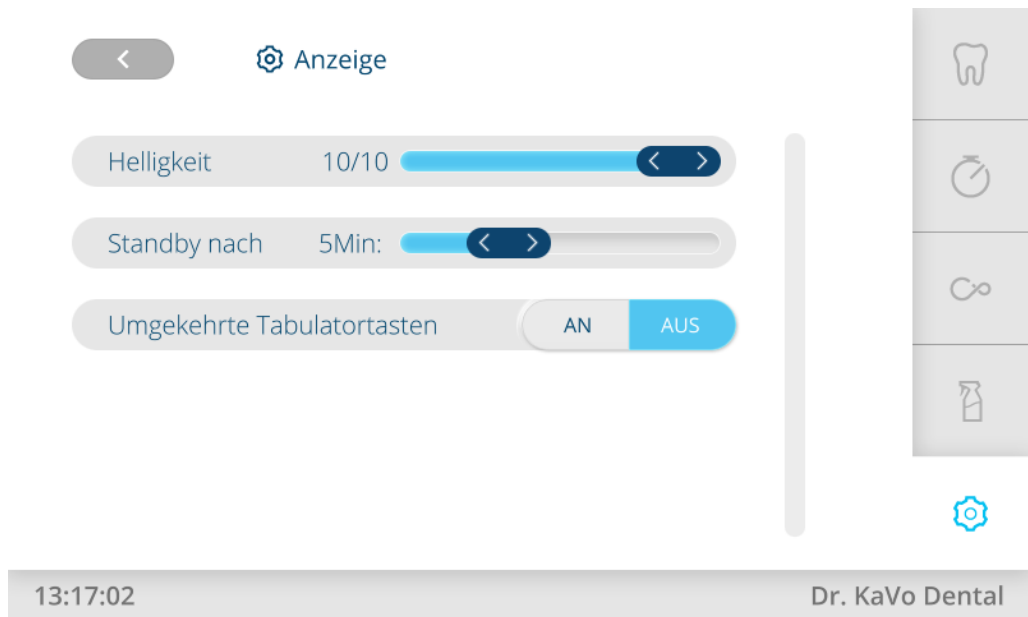 Anzeige
Helligkeit 10/10
Standby nach 5Min:
Umgekehrte Tabulatortasten AN AUS
13:17:02 Dr. KaVo Dental